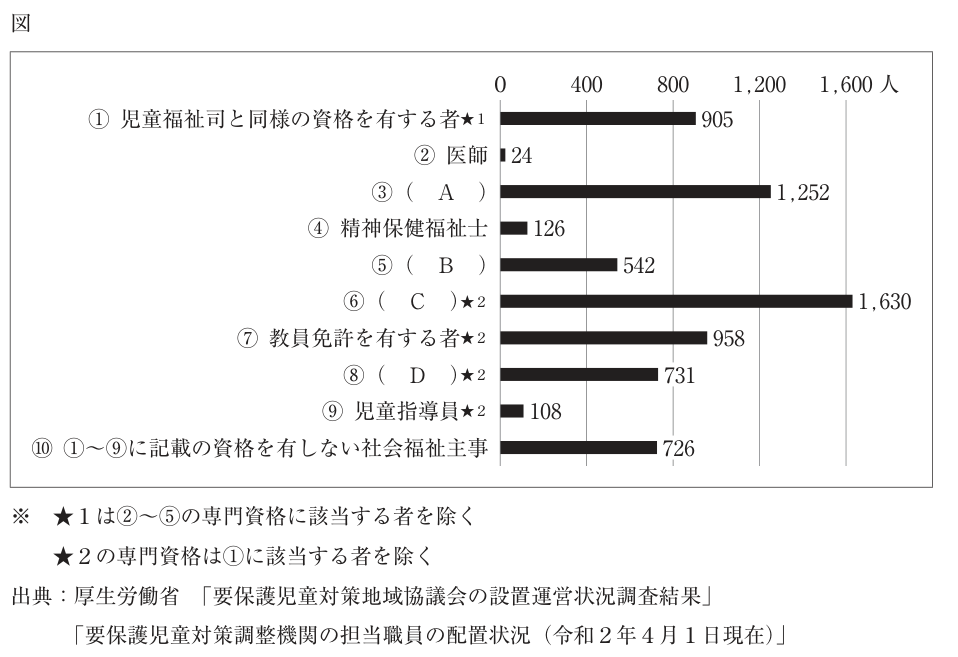 図
0 400 800 1,200 1,600 人
① 児童福祉司と同様の資格を有する者★1 905
② 医師 24
③（ A ） 1,252
④ 精神保健福祉士 126
⑤（ B ） 542
⑥（ C ）★2 1,630
⑦ 教員免許を有する者★2 958
⑧（ D ）★2 731
⑨ 児童指導員★2 108
⑩ ①～⑨に記載の資格を有しない社会福祉主事 726
※ ★1は②～⑤の専門資格に該当する者を除く
★2の専門資格は①に該当する者を除く
出典：厚生労働省 「要保護児童対策地域協議会の設置運営状況調査結果」
「要保護児童対策調整機関の担当職員の配置状況（令和2年4月1日現在）」